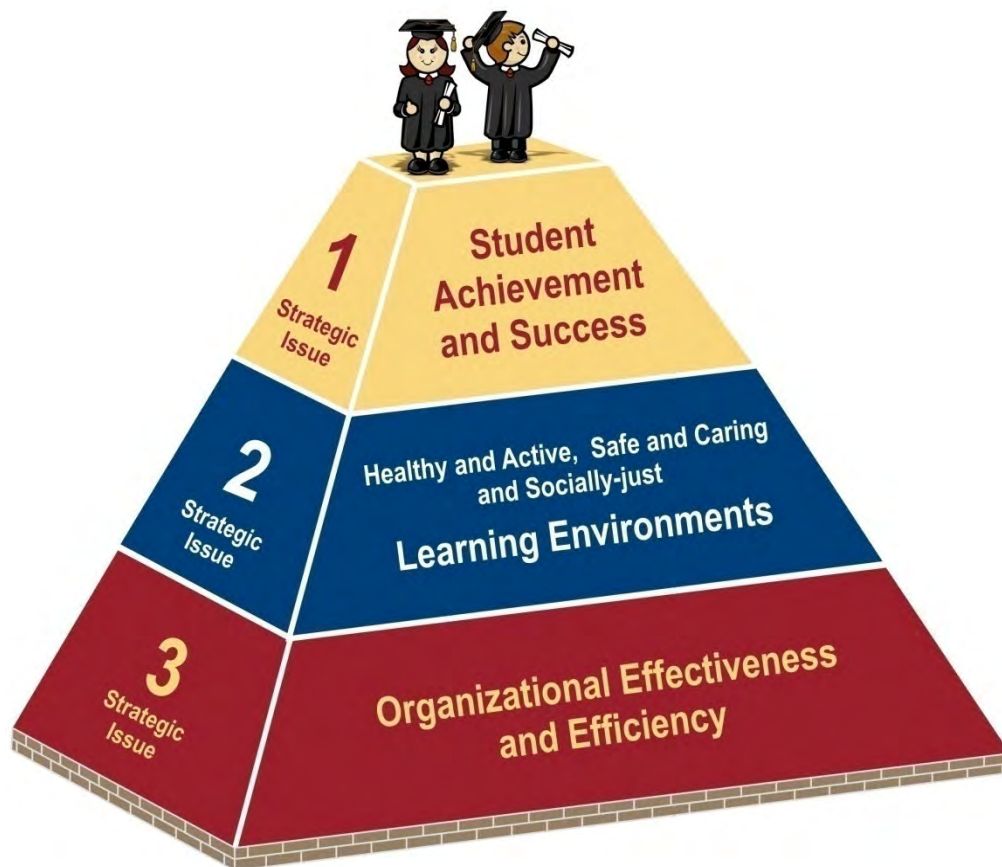 1
Strategic
Issue
Student
Achievement
and Success
2
Strategic
Issue
Healthy and Active, Safe and Caring
and Socially-just
Learning Environments
3
Strategic
Issue
Organizational Effectiveness
and Efficiency